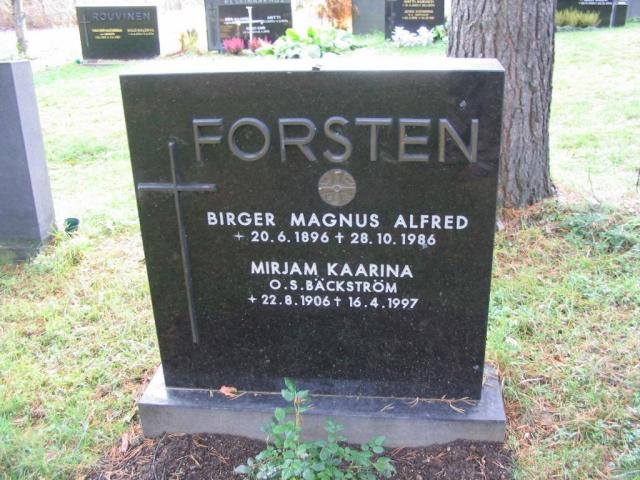 ROUVINEN
FORSTEN
BIRGER MAGNUS ALFRED
+ 20.6.1896 + 28.10.1986
MIRJAM KAARINA
O.S. BÄCKSTRÖM
+ 22.8.1906 + 16.4.1997